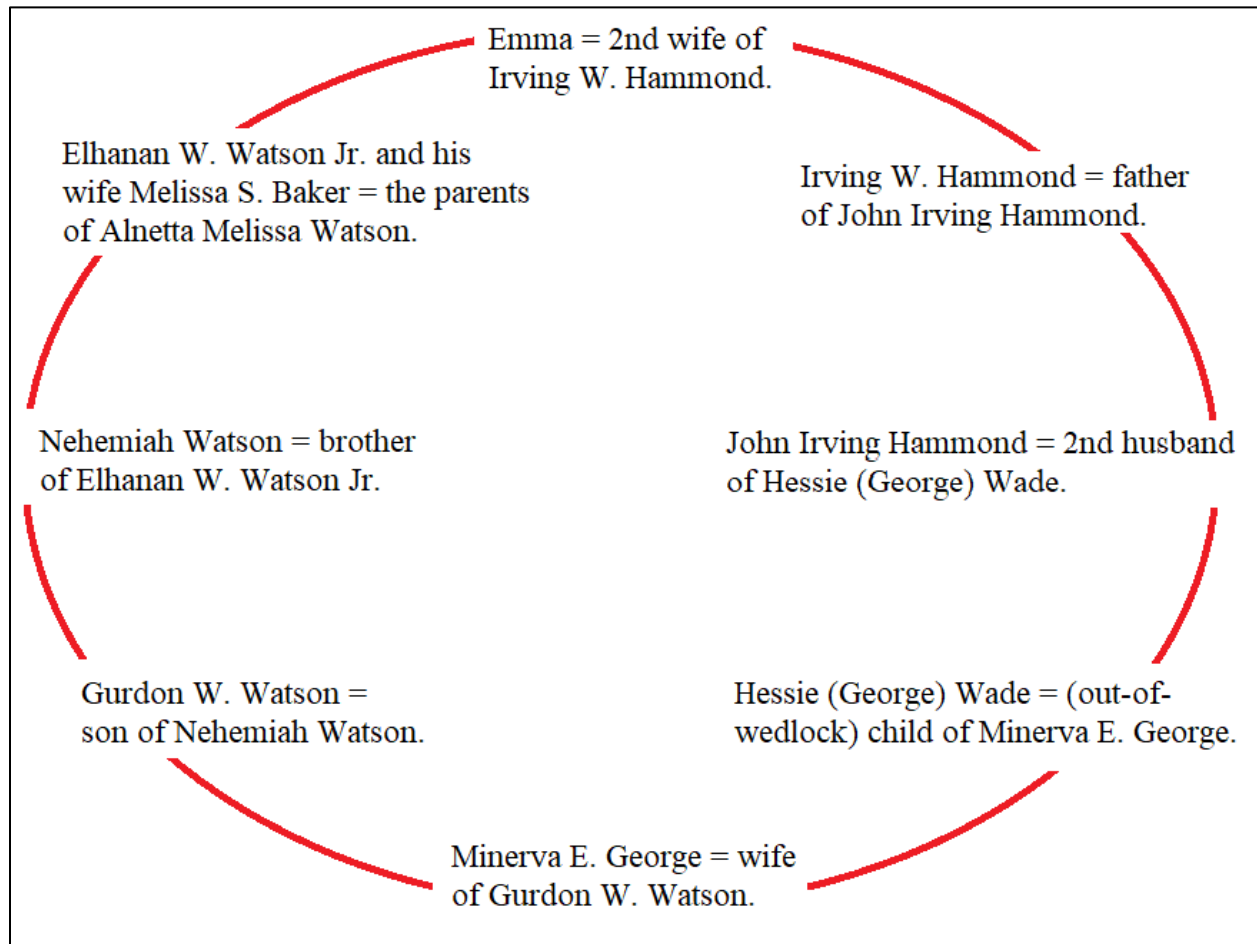 Emma = 2nd wife of
Irving W. Hammond.
Irving W. Hammond = father
of John Irving Hammond.
John Irving Hammond = 2nd husband
of Hessie (George) Wade.
Hessie (George) Wade = (out-of-
wedlock) child of Minerva E. George.
Minerva E. George = wife
of Gurdon W. Watson.
Gurdon W. Watson =
son of Nehemiah Watson.
Nehemiah Watson = brother
of Elhanan W. Watson Jr.
Elhanan W. Watson Jr. and his
wife Melissa S. Baker = the parents
of Alnetta Melissa Watson.